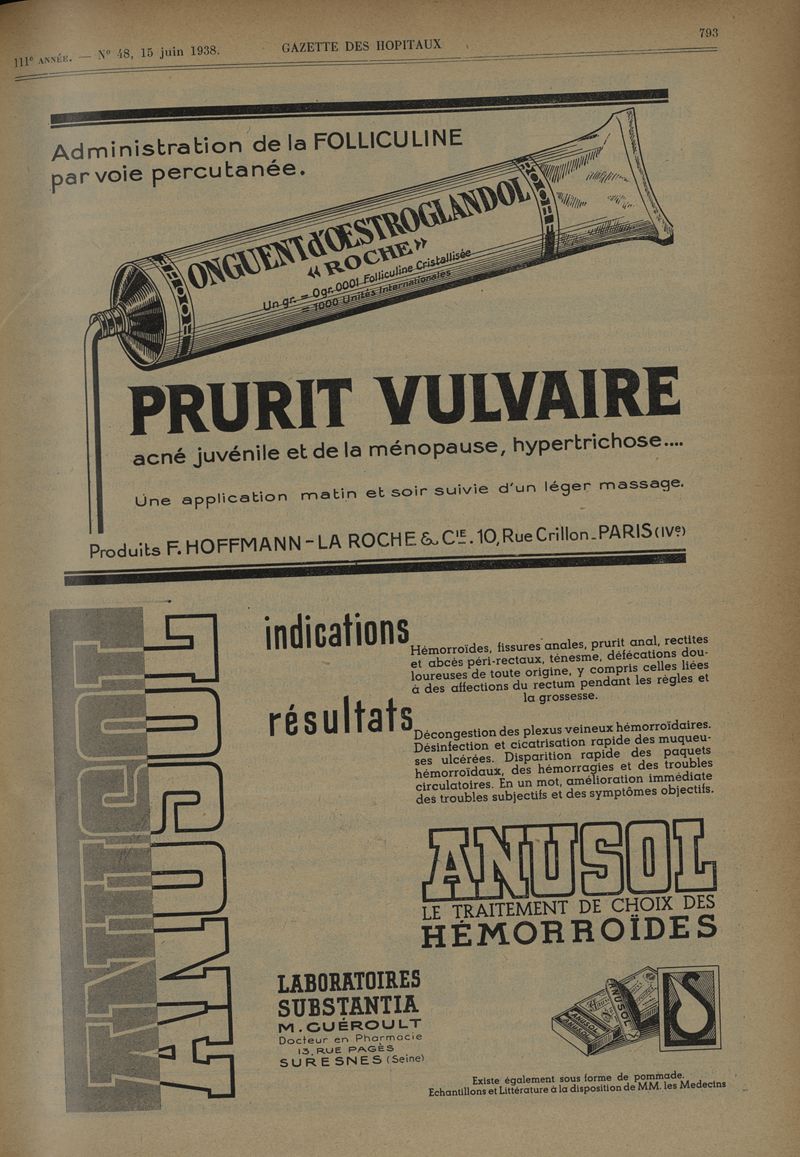 111e ANNÉE. — N° 48, 15 juin 1938.
GAZETTE DES HOPITAUX
793
Administration de la FOLLICULINE
par voie percutanée.
ONGUENT d'ŒSTROGLANDOL
« ROCHE »
Un gr. = 0gr.0001 Folliculine Cristallisée
= 1000 Unités Internationales
PRURIT VULVAIRE
acné juvénile et de la ménopause, hypertrichose....
Une application matin et soir suivie d'un léger massage.
Produits F. HOFFMANN-LA ROCHE & CIE. 10, Rue Crillon_PARIS (IVe)
ANUSOL
ANUSOL
indications
Hémorroïdes, fissures anales, prurit anal, rectites
et abcès péri-rectaux, ténesme, défécations dou-
loureuses de toute origine, y compris celles liées
à des affections du rectum pendant les règles et
la grossesse.
résultats
Décongestion des plexus veineux hémorroïdaires.
Désinfection et cicatrisation rapide des muqueu-
ses ulcérées. Disparition rapide des paquets
hémorroïdaux, des hémorragies et des troubles
circulatoires. En un mot, amélioration immédiate
des troubles subjectifs et des symptômes objectifs.
ANUSOL
LE TRAITEMENT DE CHOIX DES
HÉMORROÏDES
LABORATOIRES
SUBSTANTIA
M. GUÉROULT
Docteur en Pharmacie
13, RUE PAGÈS
SURESNES (Seine)
ANUSOL
ANUSOL
ANUSOL
Existe également sous forme de pommade.
Echantillons et Littérature à la disposition de MM. les Medecins